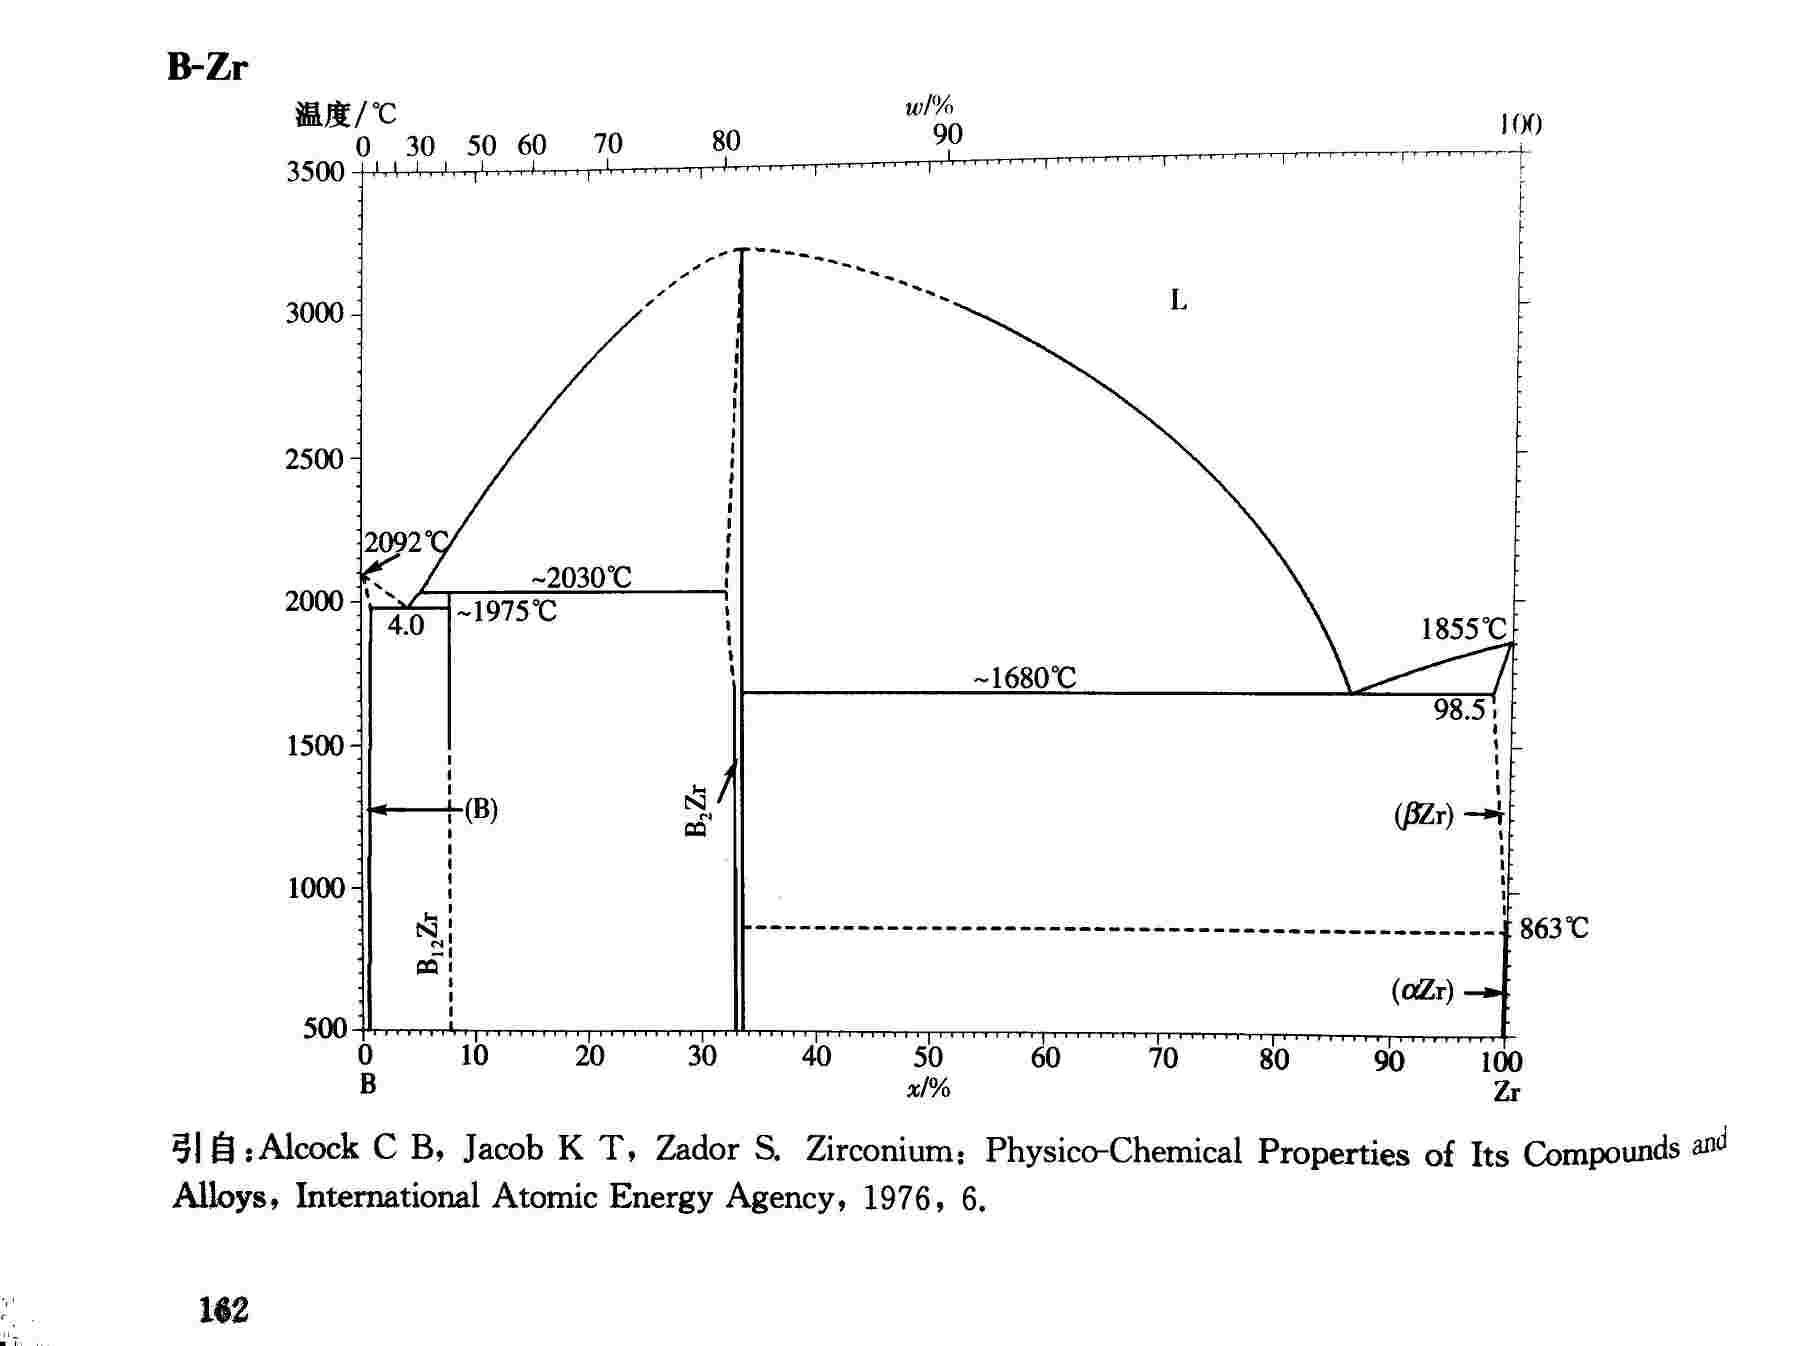 B-Zr
温度/℃
w/%
0 30 50 60 70 80 90 100
3500
3000
L
2500
2092℃
~2030℃
2000
~1975℃
4.0
1855℃
~1680℃
98.5
1500
B₂Zr
(B)
(βZr)
1000
B₁₂Zr
863℃
(αZr)
500
0 10 20 30 40 50 60 70 80 90 100
B x/% Zr
引自:Alcock C B, Jacob K T, Zador S. Zirconium: Physico-Chemical Properties of Its Compounds and
Alloys, International Atomic Energy Agency, 1976, 6.
162